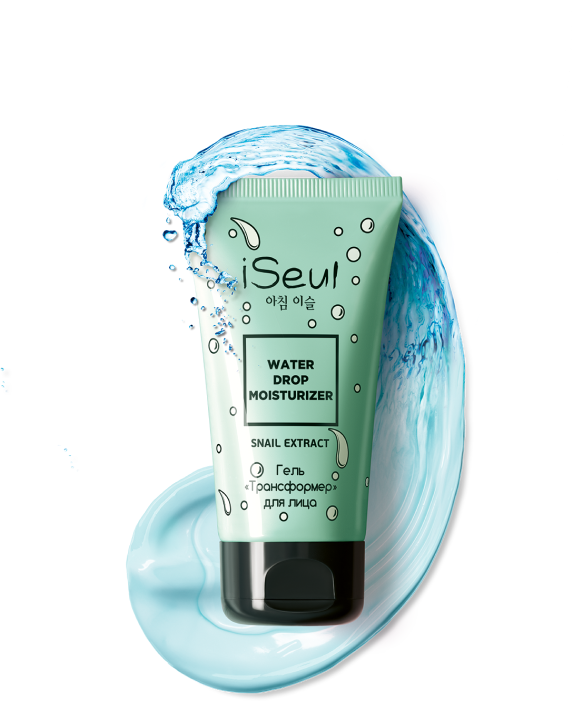 iSeul
아침 이슬
WATER
DROP
MOISTURIZER
SNAIL EXTRACT
Гель
«Трансформер»
для лица